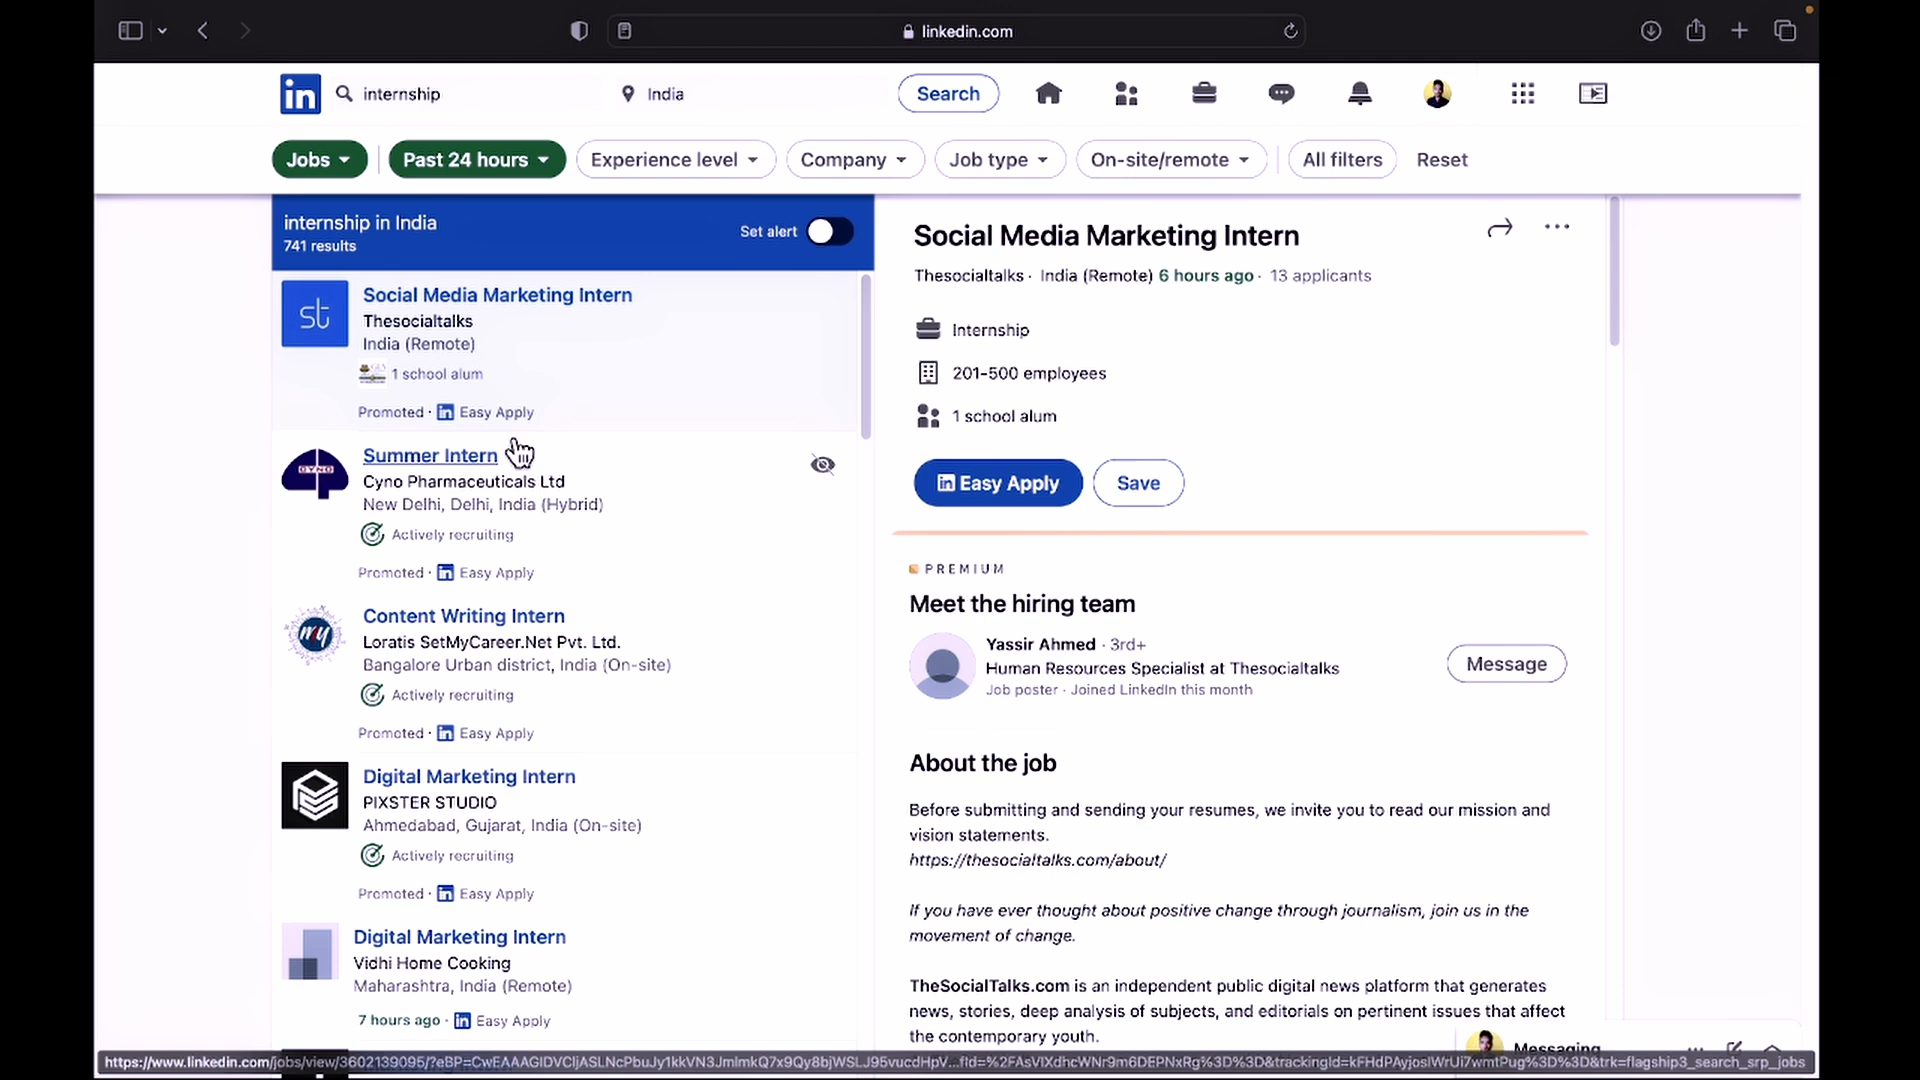 linkedin.com
in
internship
India
Search
Jobs
Past 24 hours
Experience level
Company
Job type
On-site/remote
All filters
Reset
internship in India
741 results
Set alert
st
Social Media Marketing Intern
Thesocialtalks
India (Remote)
1 school alum
Promoted · in Easy Apply
CYNO
Summer Intern
Cyno Pharmaceuticals Ltd
New Delhi, Delhi, India (Hybrid)
Actively recruiting
Promoted · in Easy Apply
my
Content Writing Intern
Loratis SetMyCareer.Net Pvt. Ltd.
Bangalore Urban district, India (On-site)
Actively recruiting
Promoted · in Easy Apply
Digital Marketing Intern
PIXSTER STUDIO
Ahmedabad, Gujarat, India (On-site)
Actively recruiting
Promoted · in Easy Apply
Digital Marketing Intern
Vidhi Home Cooking
Maharashtra, India (Remote)
7 hours ago · in Easy Apply
Social Media Marketing Intern
Thesocialtalks · India (Remote) 6 hours ago · 13 applicants
Internship
201-500 employees
1 school alum
in Easy Apply
Save
PREMIUM
Meet the hiring team
Yassir Ahmed · 3rd+
Human Resources Specialist at Thesocialtalks
Job poster · Joined LinkedIn this month
Message
About the job
Before submitting and sending your resumes, we invite you to read our mission and
vision statements.
https://thesocialtalks.com/about/
If you have ever thought about positive change through journalism, join us in the
movement of change.
TheSocialTalks.com is an independent public digital news platform that generates
news, stories, deep analysis of subjects, and editorials on pertinent issues that affect
the contemporary youth.
Messaging